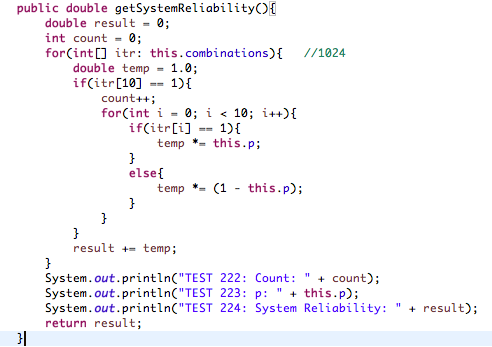 public double getSystemReliability(){
    double result = 0;
    int count = 0;
    for(int[] itr: this.combinations){   //1024
        double temp = 1.0;
        if(itr[10] == 1){
            count++;
            for(int i = 0; i < 10; i++){
                if(itr[i] == 1){
                    temp *= this.p;
                }
                else{
                    temp *= (1 - this.p);
                }
            }
        }
        result += temp;
    }
    System.out.println("TEST 222: Count: " + count);
    System.out.println("TEST 223: p: " + this.p);
    System.out.println("TEST 224: System Reliability: " + result);
    return result;
}